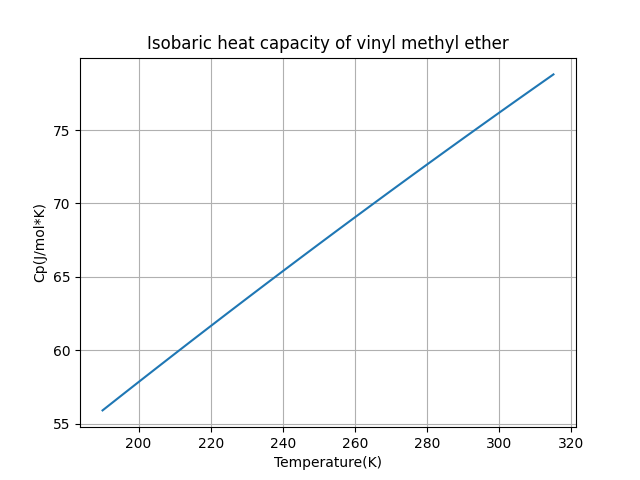 Isobaric heat capacity of vinyl methyl ether
Cp(J/mol*K)
75
70
65
60
55
200 220 240 260 280 300 320
Temperature(K)